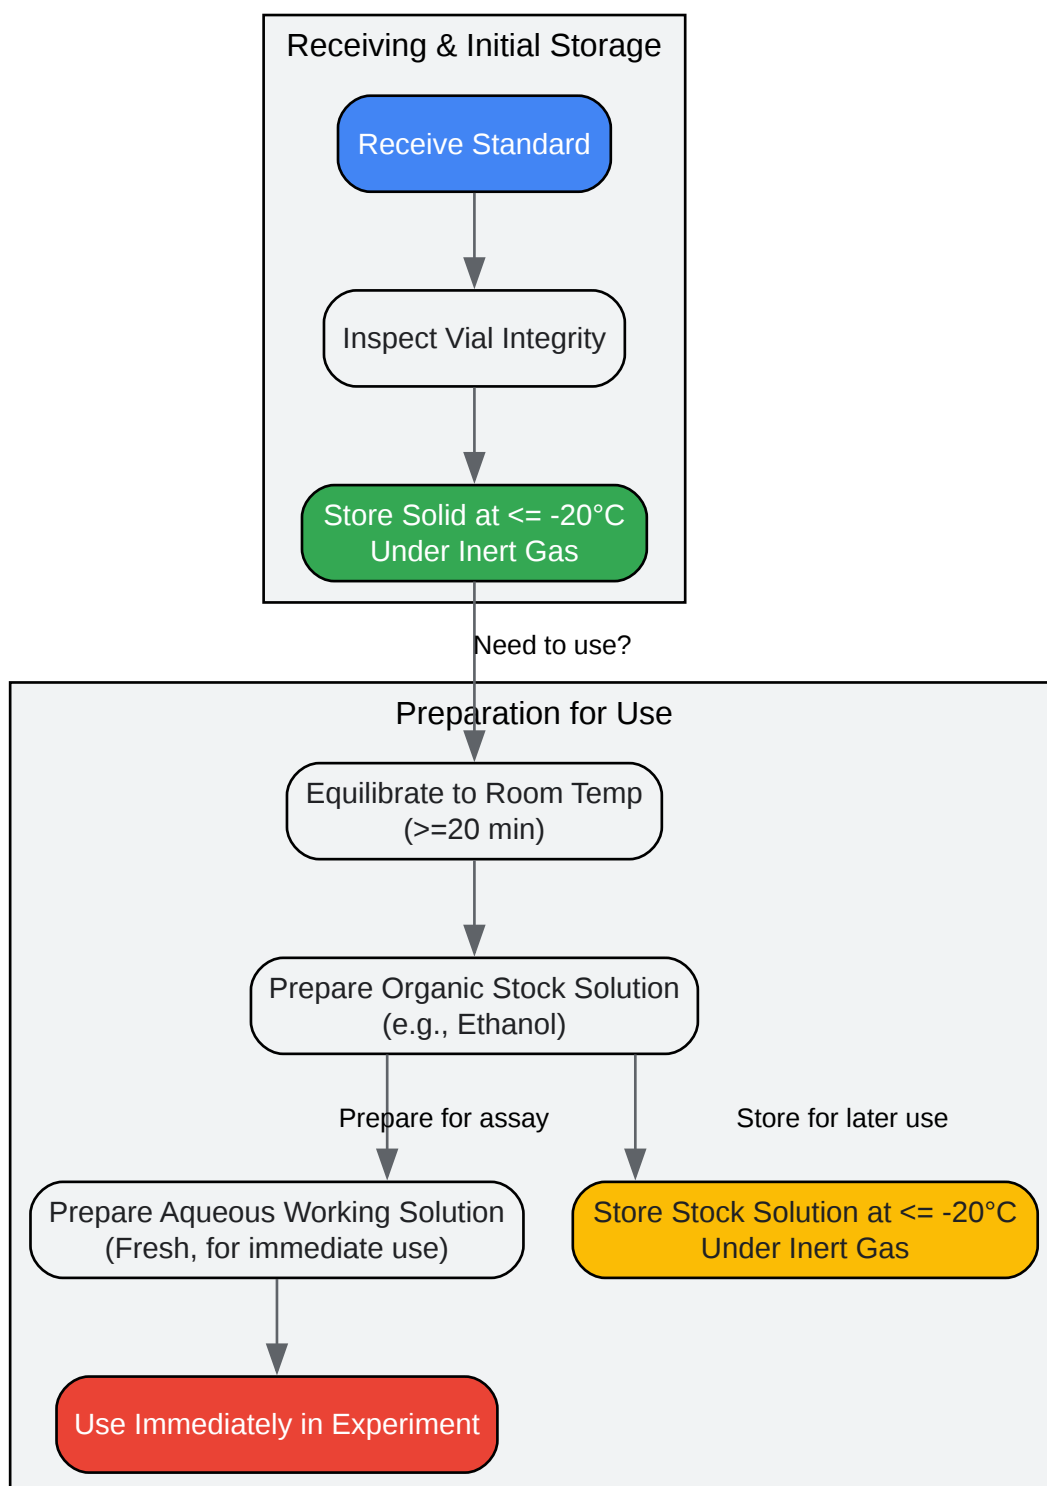 Receiving & Initial Storage
Receive Standard
Inspect Vial Integrity
Store Solid at <= -20°C
Under Inert Gas
Need to use?
Preparation for Use
Equilibrate to Room Temp
(>=20 min)
Prepare Organic Stock Solution
(e.g., Ethanol)
Prepare for assay
Store for later use
Prepare Aqueous Working Solution
(Fresh, for immediate use)
Store Stock Solution at <= -20°C
Under Inert Gas
Use Immediately in Experiment